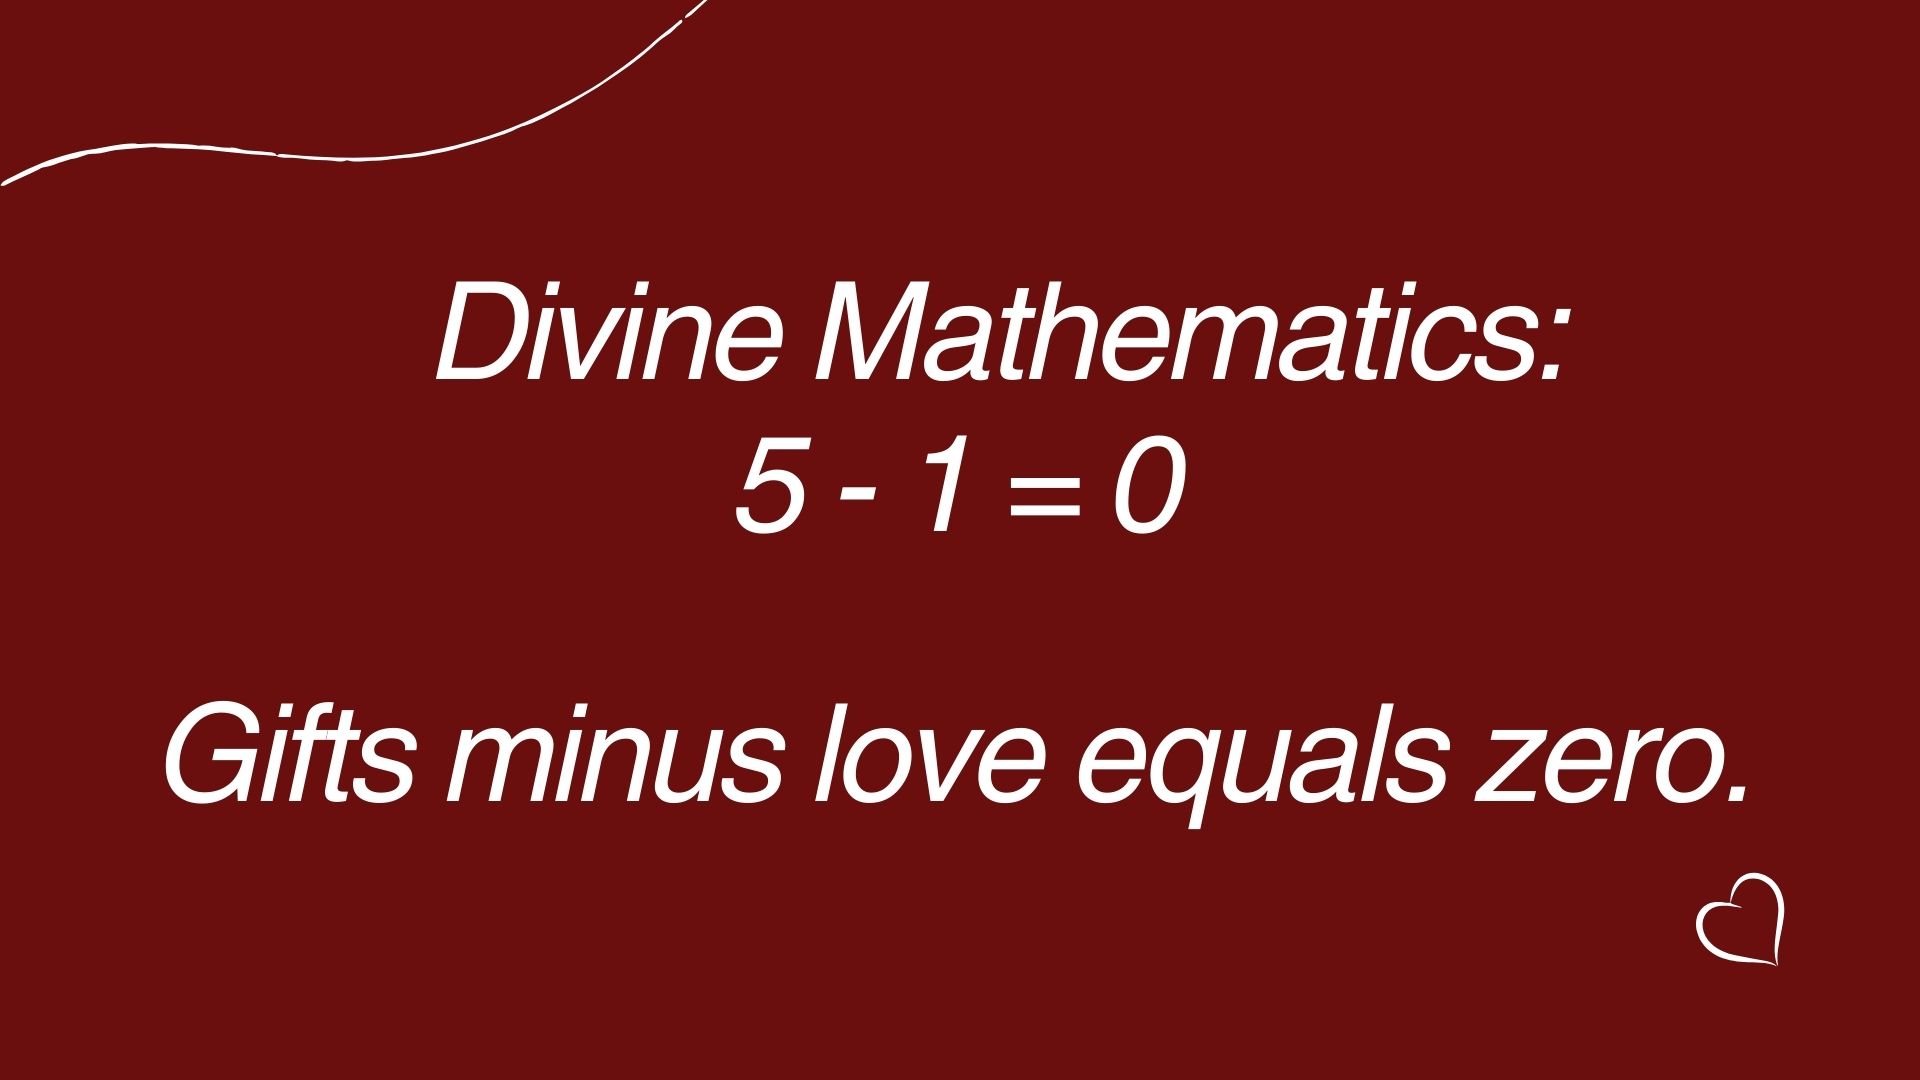 Divine Mathematics:
5 - 1 = 0
Gifts minus love equals zero.